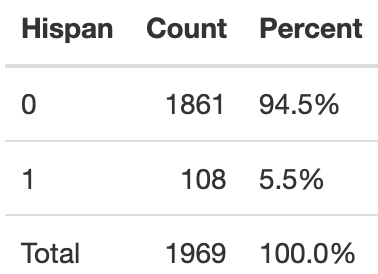 Hispan Count Percent
0 1861 94.5%
1 108 5.5%
Total 1969 100.0%